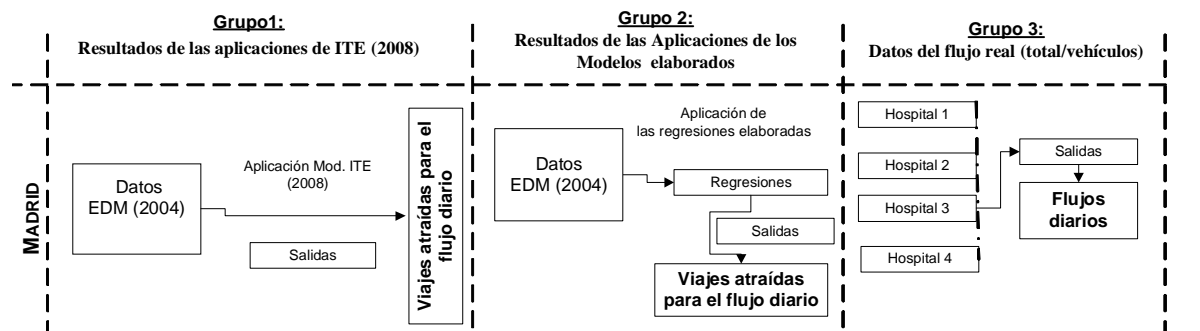 Grupo1:
Resultados de las aplicaciones de ITE (2008)
Grupo 2:
Resultados de las Aplicaciones de los
Modelos elaborados
Grupo 3:
Datos del flujo real (total/vehículos)
MADRID
Datos
EDM (2004)
Aplicación Mod. ITE
(2008)
Salidas
Viajes atraídas para el
flujo diario
Datos
EDM (2004)
Aplicación de
las regresiones elaboradas
Regresiones
Salidas
Viajes atraídas
para el flujo diario
Hospital 1
Hospital 2
Hospital 3
Hospital 4
Salidas
Flujos
diarios